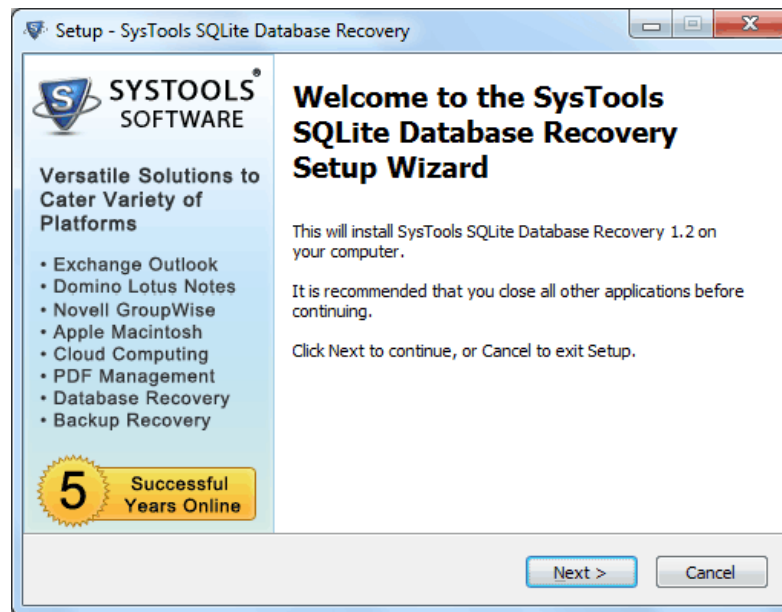 Setup - SysTools SQLite Database Recovery
SYSTOOLS®
SOFTWARE
Versatile Solutions to
Cater Variety of
Platforms
• Exchange Outlook
• Domino Lotus Notes
• Novell GroupWise
• Apple Macintosh
• Cloud Computing
• PDF Management
• Database Recovery
• Backup Recovery
5
Successful
Years Online
Welcome to the SysTools
SQLite Database Recovery
Setup Wizard
This will install SysTools SQLite Database Recovery 1.2 on
your computer.
It is recommended that you close all other applications before
continuing.
Click Next to continue, or Cancel to exit Setup.
Next >
Cancel